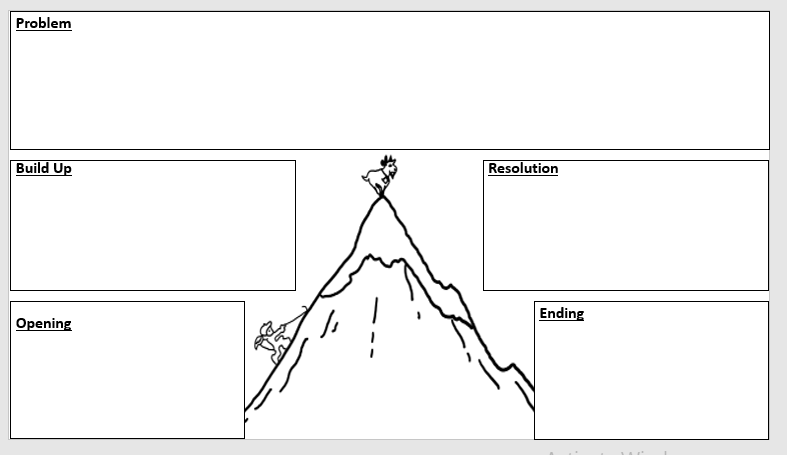 Problem
Build Up
Resolution
Opening
Ending